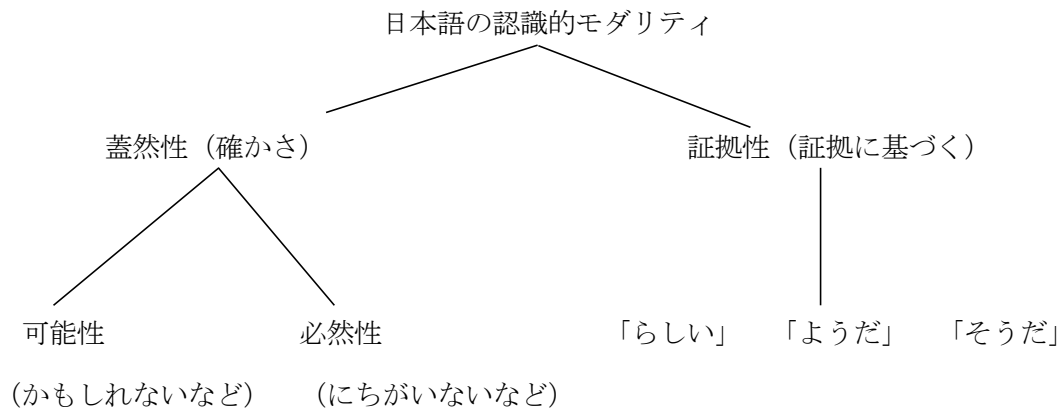 日本語の認識的モダリティ
蓋然性（確かさ） 証拠性（証拠に基づく）
可能性 必然性 「らしい」 「ようだ」 「そうだ」
（かもしれないなど） （にちがいないなど）